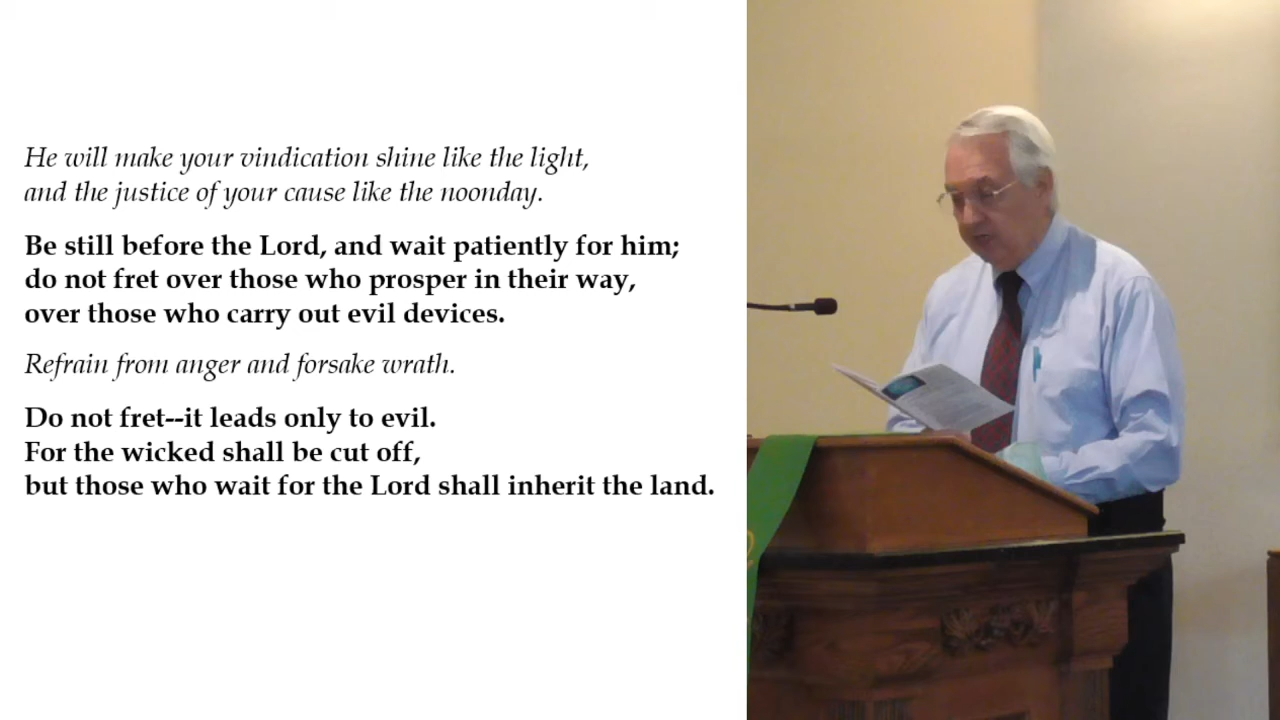 He will make your vindication shine like the light,
and the justice of your cause like the noonday.
Be still before the Lord, and wait patiently for him;
do not fret over those who prosper in their way,
over those who carry out evil devices.
Refrain from anger and forsake wrath.
Do not fret--it leads only to evil.
For the wicked shall be cut off,
but those who wait for the Lord shall inherit the land.